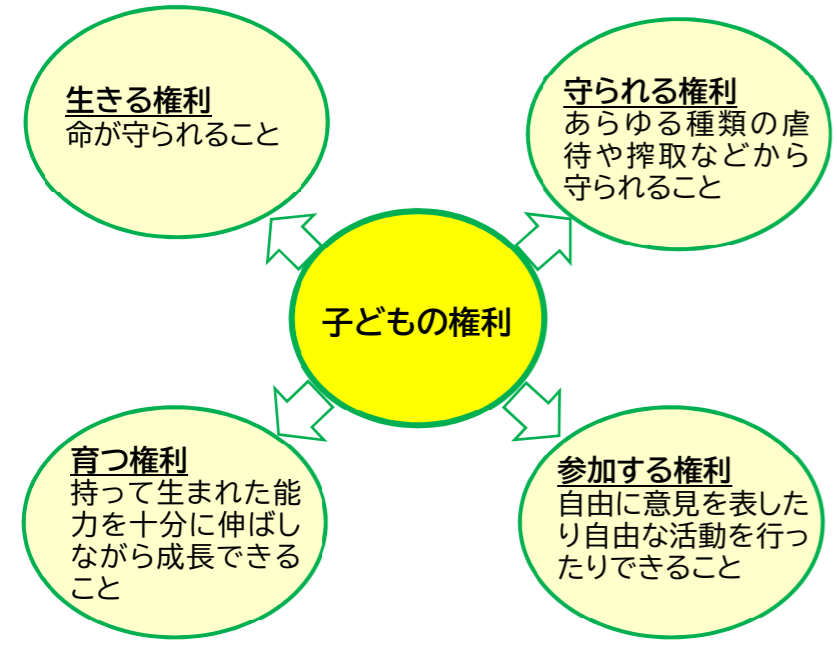 生きる権利
命が守られること
守られる権利
あらゆる種類の虐
待や搾取などから
守られること
子どもの権利
育つ権利
持って生まれた能
力を十分に伸ばし
ながら成長できる
こと
参加する権利
自由に意見を表した
り自由な活動を行っ
たりできること